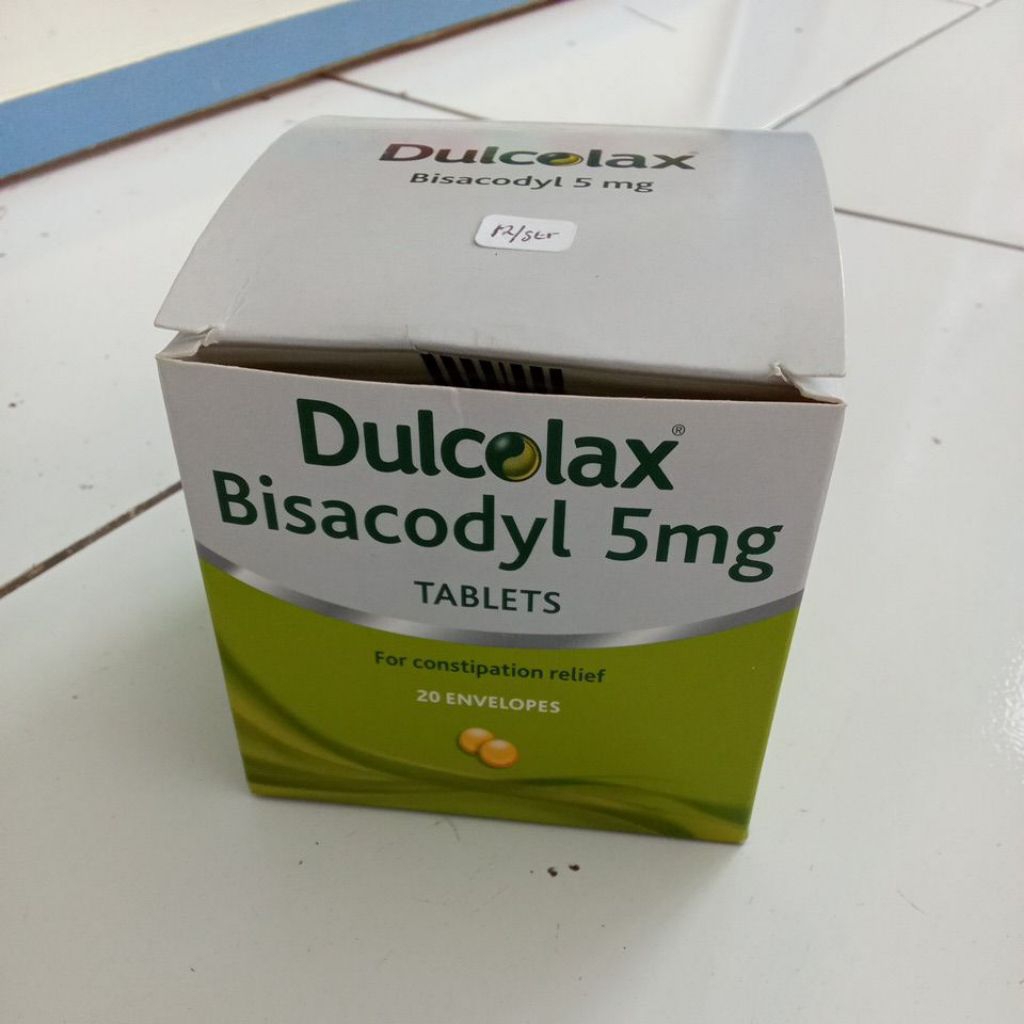 Dulcolax
Bisacodyl 5 mg
Dulcolax®
Bisacodyl 5mg
TABLETS
For constipation relief
20 ENVELOPES